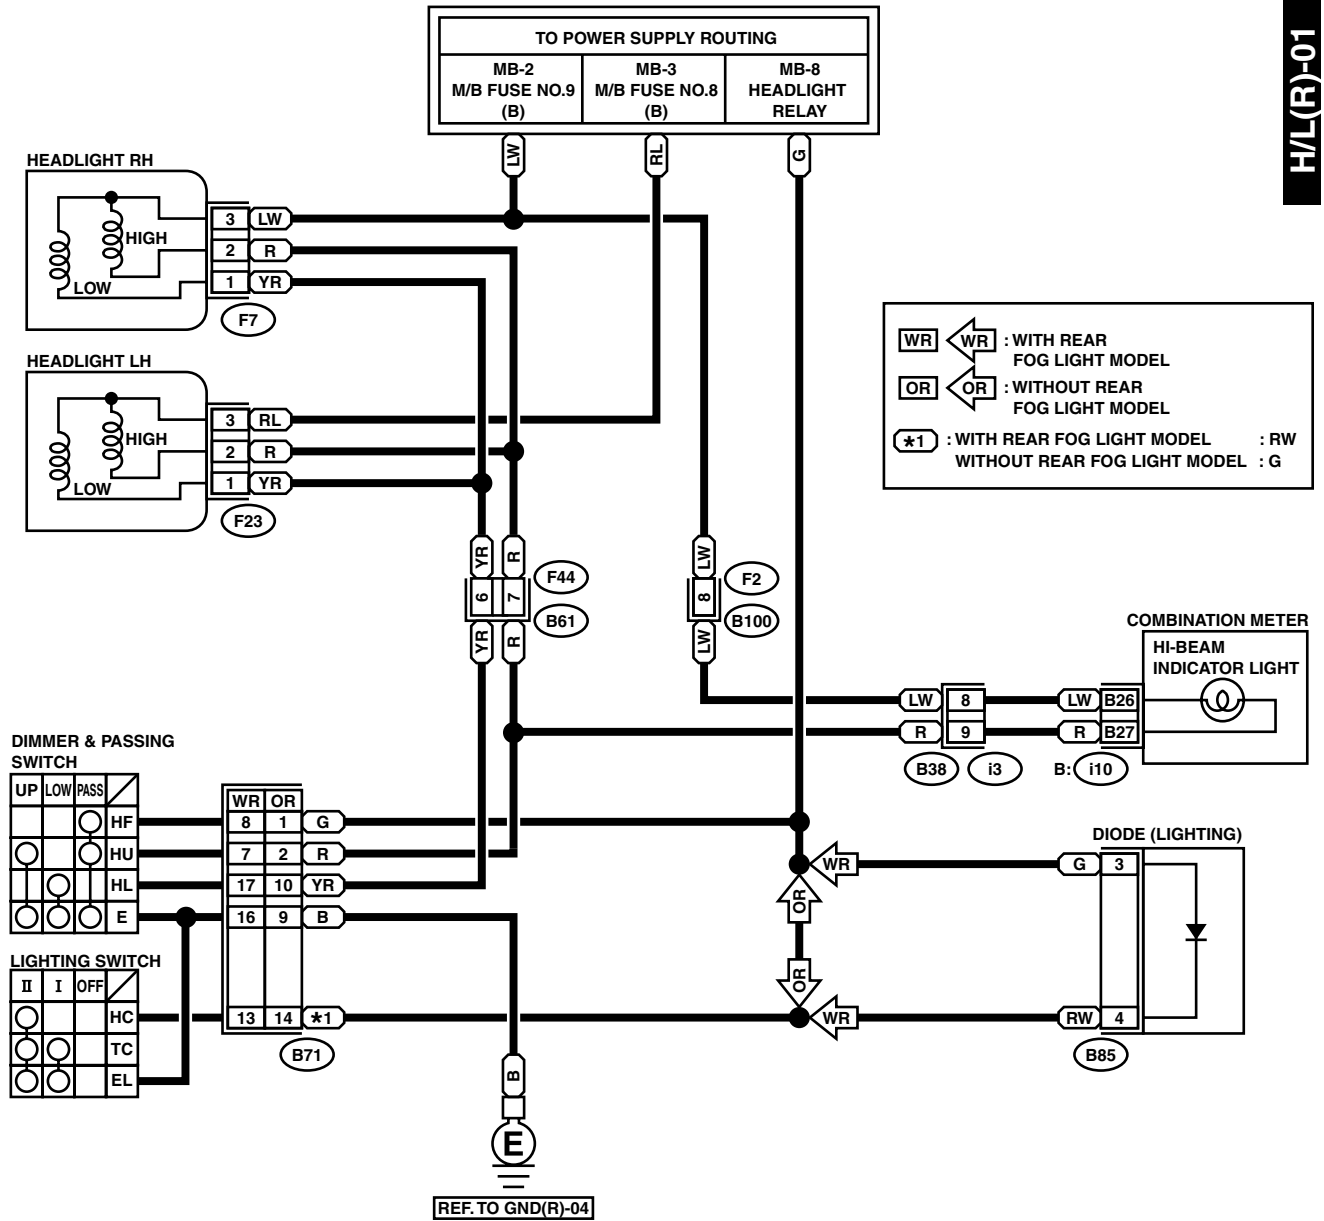 H/L(R)-01
TO POWER SUPPLY ROUTING
MB-2
M/B FUSE NO.9
(B)
MB-3
M/B FUSE NO.8
(B)
MB-8
HEADLIGHT
RELAY
LW
RL
G
HEADLIGHT RH
HIGH
LOW
3 LW
2 R
1 YR
F7
HEADLIGHT LH
HIGH
LOW
3 RL
2 R
1 YR
F23
WR WR : WITH REAR
FOG LIGHT MODEL
OR OR : WITHOUT REAR
FOG LIGHT MODEL
*1 : WITH REAR FOG LIGHT MODEL : RW
WITHOUT REAR FOG LIGHT MODEL : G
YR R
6 7
YR R
F44
B61
LW
8
LW
F2
B100
COMBINATION METER
HI-BEAM
INDICATOR LIGHT
LW 8 LW B26
R 9 R B27
B38 i3 B: i10
DIMMER & PASSING
SWITCH
UP LOW PASS
HF
HU
HL
E
WR OR
8 1 G
7 2 R
17 10 YR
16 9 B
13 14 *1
B71
LIGHTING SWITCH
II I OFF
HC
TC
EL
DIODE (LIGHTING)
WR G 3
OR
OR
WR RW 4
B85
B
E
REF. TO GND(R)-04